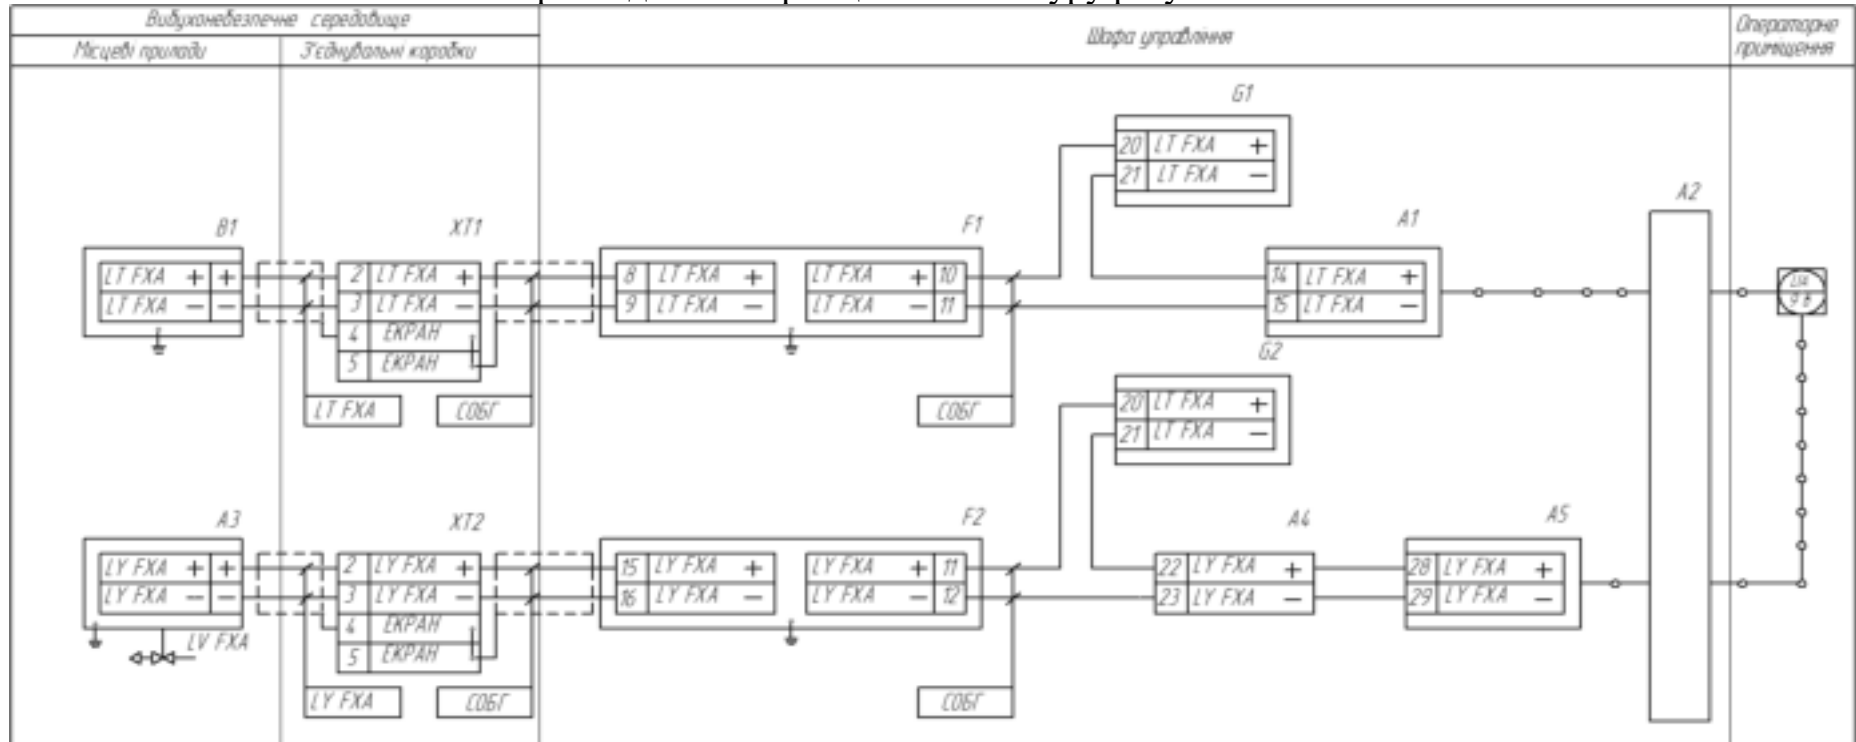 Вибухонебезпечне середовище
Місцеві прилади
З'єднувальні коробки
Шафа управління
Операторне
приміщення
G1
20 LT FXA +
21 LT FXA —
A2
B1
XT1
F1
A1
LT FXA + +
LT FXA — —
2 LT FXA +
3 LT FXA —
4 ЕКРАН
5 ЕКРАН
8 LT FXA +
9 LT FXA —
LT FXA + 10
LT FXA — 11
14 LT FXA +
15 LT FXA —
9 В
LT FXA
СОБГ
СОБГ
G2
20 LT FXA +
21 LT FXA —
A3
XT2
F2
A4
A5
LY FXA + +
LY FXA — —
LV FXA
2 LY FXA +
3 LY FXA —
4 ЕКРАН
5 ЕКРАН
15 LY FXA +
16 LY FXA —
LY FXA + 11
LY FXA — 12
22 LY FXA +
23 LY FXA —
28 LY FXA +
29 LY FXA —
LY FXA
СОБГ
СОБГ